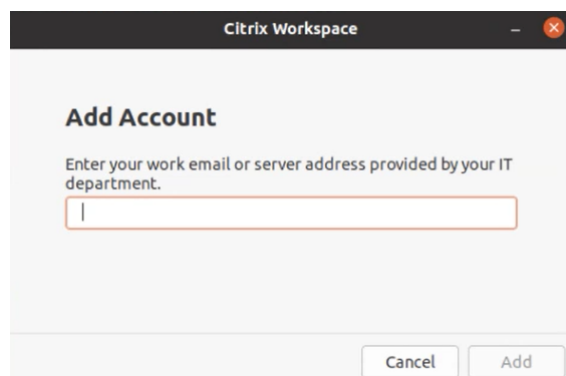 Citrix Workspace
Add Account
Enter your work email or server address provided by your IT
department.
Cancel
Add